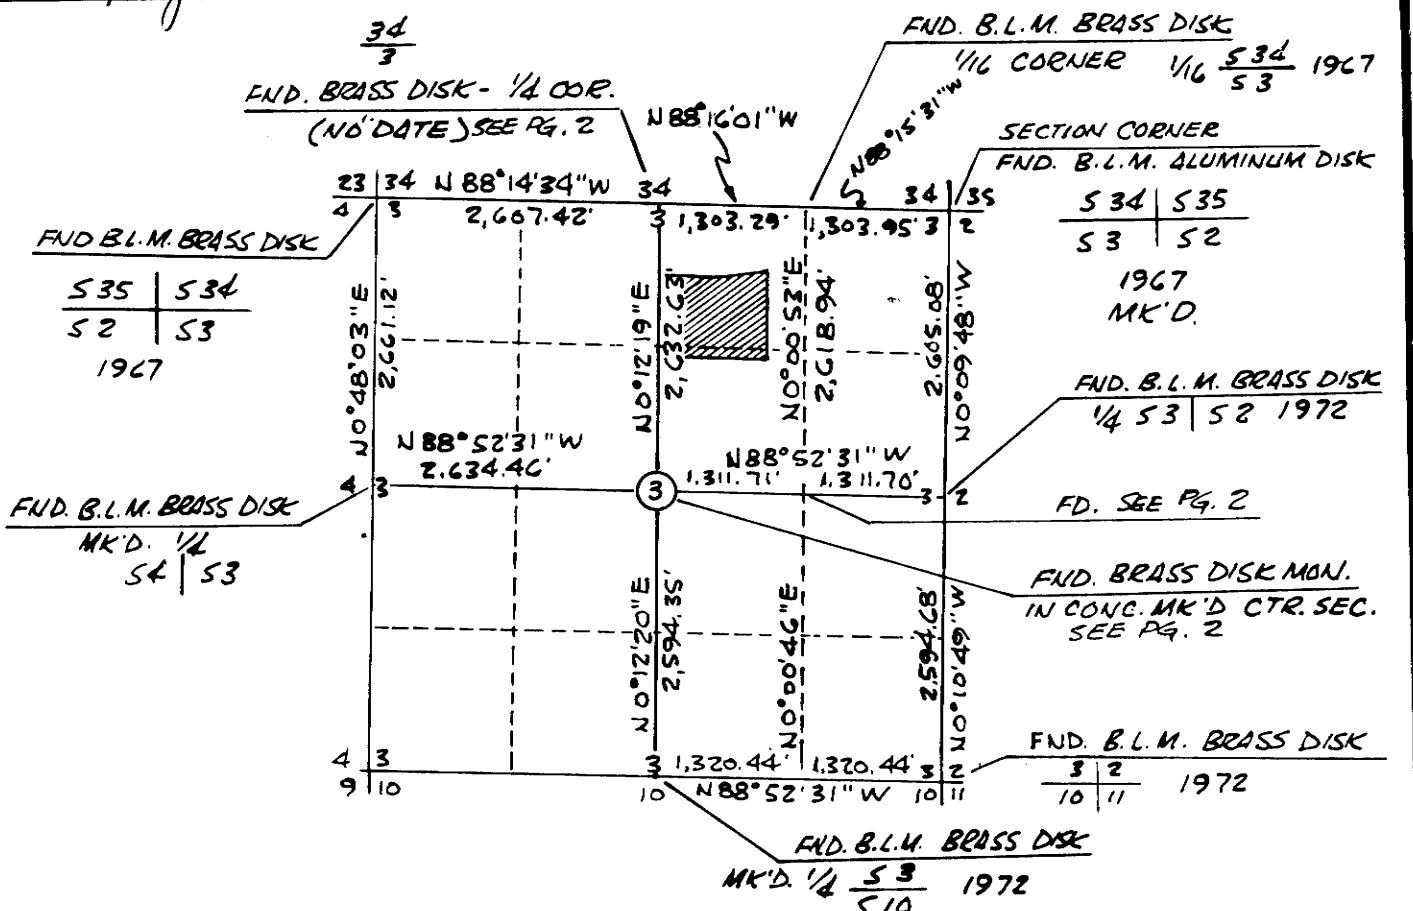 34
3
FND. BRASS DISK - 1/4 COR.
(NO DATE) SEE PG. 2
N88°16'01"W
FND. B.L.M. BRASS DISK
1/16 CORNER 1/16 S34 1967
S3
N88°15'31"W
SECTION CORNER
FND. B.L.M. ALUMINUM DISK
S34 | S35
S3 | S2
1967
MK'D.
23 | 34 N88°14'34"W 34 34 | 35
4 3 2,607.42' 3 1,303.29' 1,303.95' 3 2
FND B.L.M. BRASS DISK
S35 | S34
S2 | S3
1967
N0°48'03"E
2,661.12'
N0°12'19"E
2,632.63'
N0°00'53"E
2,618.94'
2.605.08'
N0°09'48"W
FND. B.L.M. BRASS DISK
1/4 S3 | S2 1972
N88°52'31"W
2.634.46'
N88°52'31"W
1.311.71' 1,311.70'
4 3 3 3 2
FND. B.L.M. BRASS DISK
MK'D. 1/4
S4 | S3
FD. SEE PG. 2
FND. BRASS DISK MON.
IN CONC. MK'D CTR. SEC.
SEE PG. 2
N0°12'20"E
2,594.35'
N0°00'46"E
2,594.68'
N0°10'49"W
4 3 3 1,320.44' 1,320.44' 3 2
9 10 10 N88°52'31"W 10 11
FND. B.L.M. BRASS DISK
3 | 2
10 | 11 1972
FND. B.L.M. BRASS DISK
MK'D. 1/4 S3 1972
S10